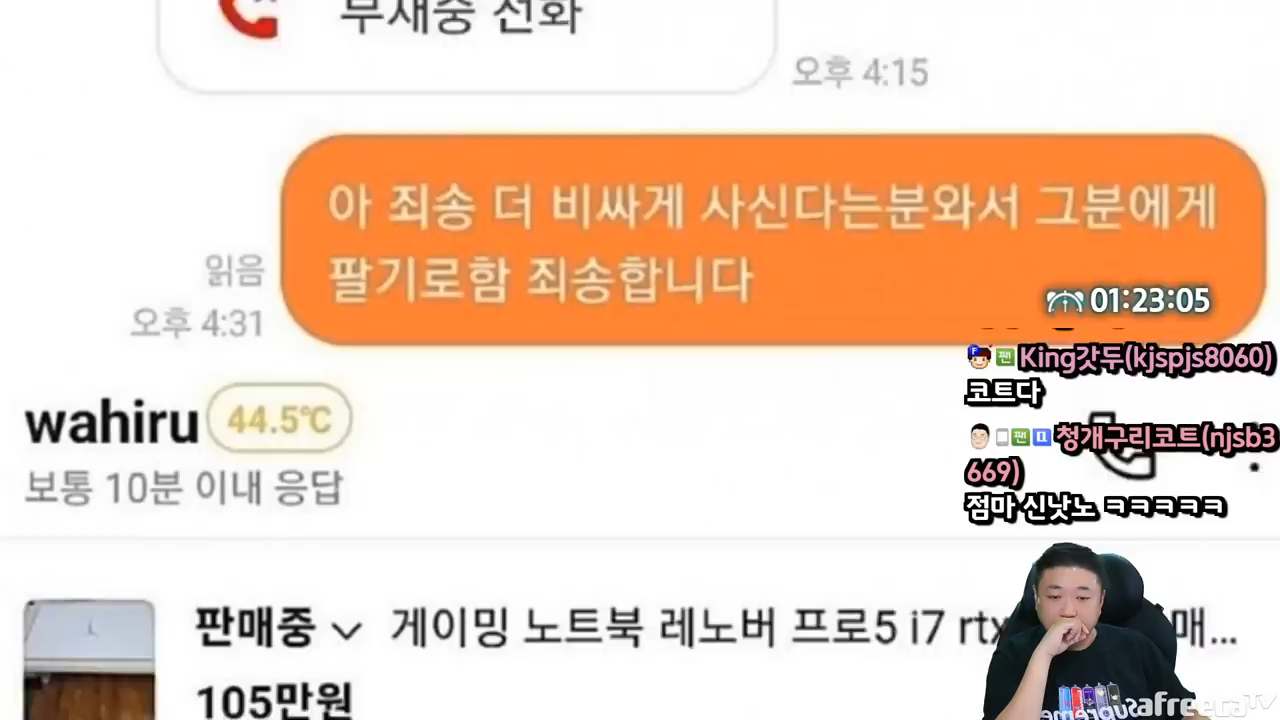 부재중 전화
오후 4:15
아 죄송 더 비싸게 사신다는분와서 그분에게
팔기로함 죄송합니다
읽음
오후 4:31
01:23:05
King갓두(kjspjs8060)
코트다
청개구리코트(njsb3
669)
점마 신낫노 ㅋㅋㅋㅋㅋ
wahiru 44.5℃
보통 10분 이내 응답
판매중 게이밍 노트북 레노버 프로5 i7 매...
105만원
Supreme
afreecaTV